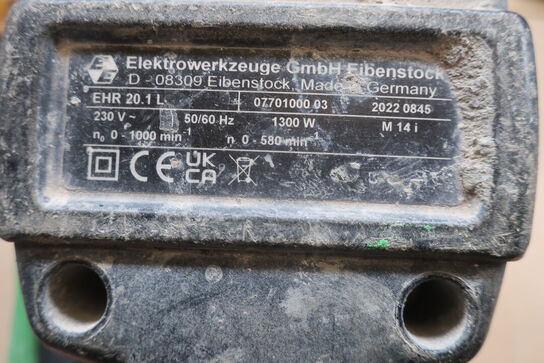 Elektrowerkzeuge GmbH Eibenstock
D - 08309 Eibenstock, Made in Germany
EHR 20.1 L 07701000 03 2022 0845
230 V ~ 50/60 Hz 1300 W M 14 i
n₀ 0 - 1000 min⁻¹ n 0 - 580 min⁻¹
CE UK CA